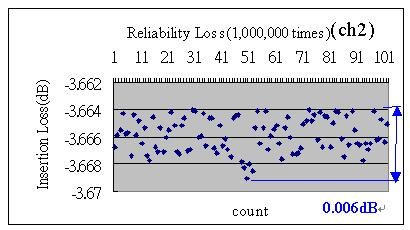 Reliability Loss(1,000,000 times)(ch2)
1 11 21 31 41 51 61 71 81 91 101
-3.662
-3.664
-3.666
-3.668
-3.67
Insertion Loss(dB)
count
0.006dB↵